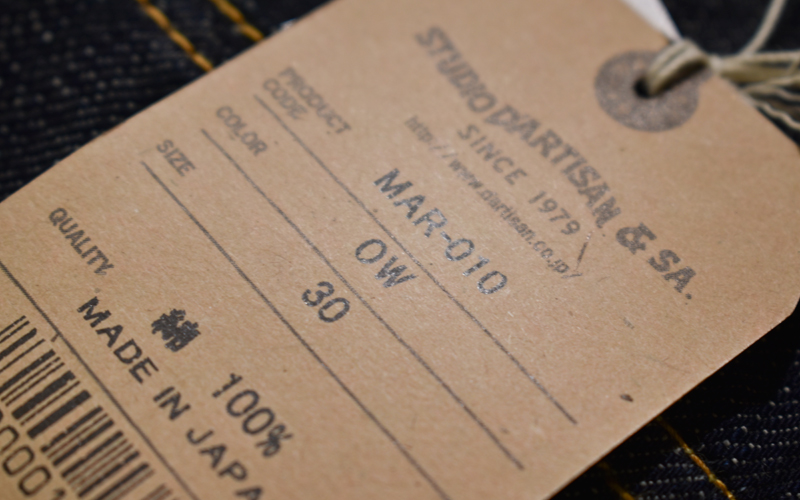 STUDIO D'ARTISAN & SA.
SINCE 1979
http://www.dartisan.co.jp/
PRODUCT CODE MAR-010
COLOR OW
SIZE 30
QUALITY. 綿 100%
MADE IN JAPA
0001